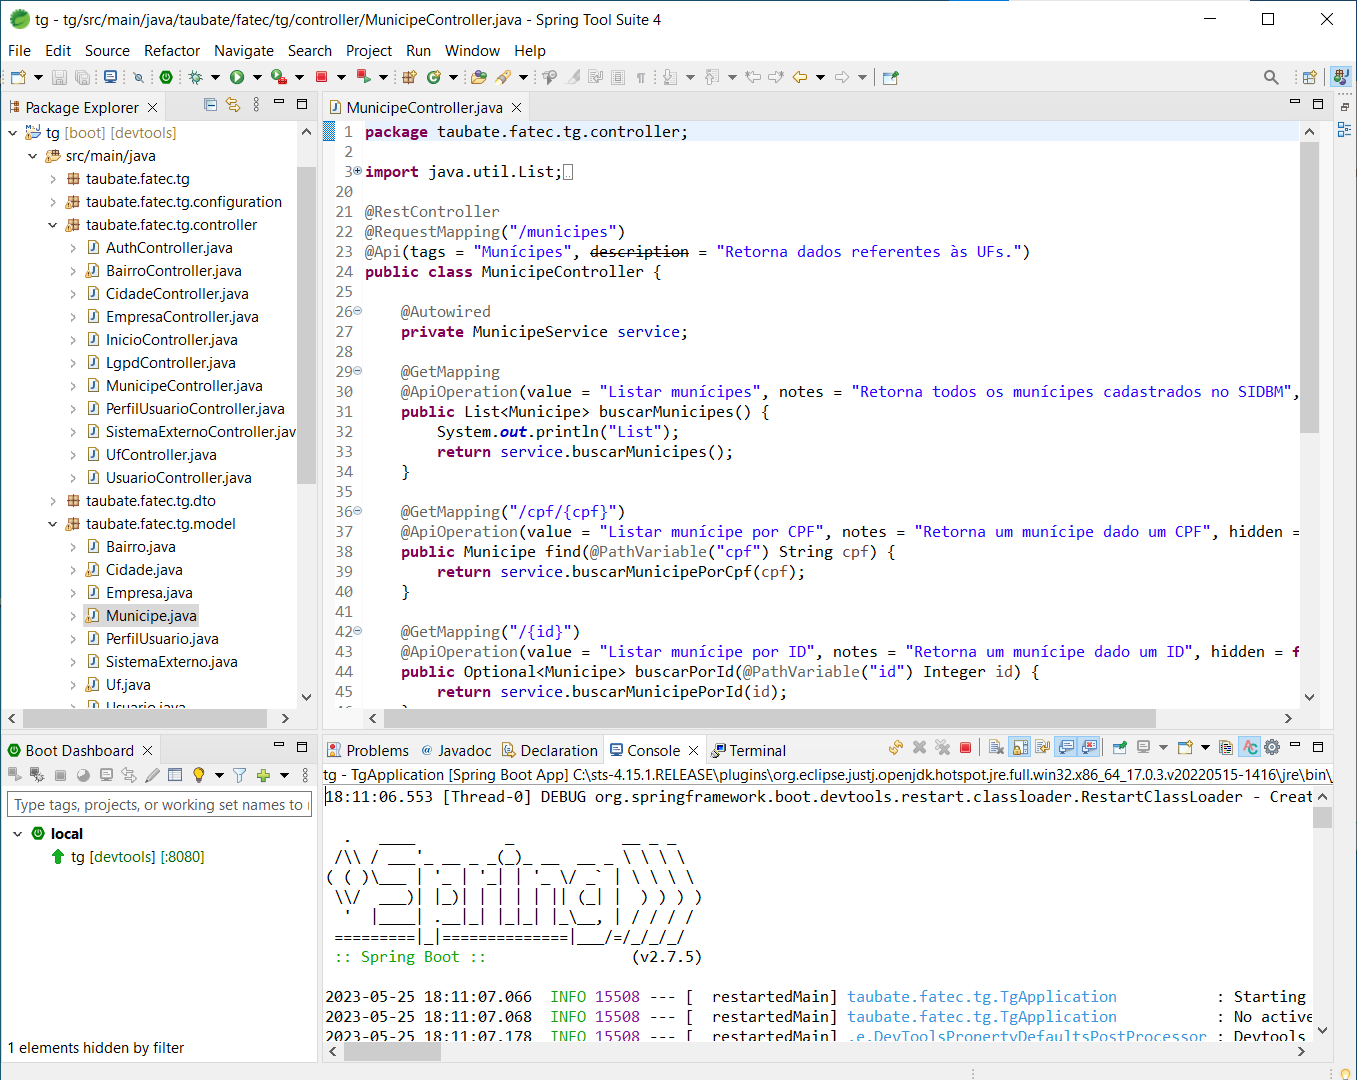 tg - tg/src/main/java/taubate/fatec/tg/controller/MunicipeController.java - Spring Tool Suite 4
File Edit Source Refactor Navigate Search Project Run Window Help
Package Explorer
tg [boot] [devtools]
src/main/java
taubate.fatec.tg
taubate.fatec.tg.configuration
taubate.fatec.tg.controller
AuthController.java
BairroController.java
CidadeController.java
EmpresaController.java
InicioController.java
LgpdController.java
MunicipeController.java
PerfilUsuarioController.java
SistemaExternoController.jav
UfController.java
UsuarioController.java
taubate.fatec.tg.dto
taubate.fatec.tg.model
Bairro.java
Cidade.java
Empresa.java
Municipe.java
PerfilUsuario.java
SistemaExterno.java
Uf.java
Usuario.java
MunicipeController.java
1 package taubate.fatec.tg.controller;
2
3 import java.util.List;
20
21 @RestController
22 @RequestMapping("/municipes")
23 @Api(tags = "Munícipes", description = "Retorna dados referentes às UFs.")
24 public class MunicipeController {
25
26 @Autowired
27 private MunicipeService service;
28
29 @GetMapping
30 @ApiOperation(value = "Listar munícipes", notes = "Retorna todos os munícipes cadastrados no SIDBM",
31 public List<Municipe> buscarMunicipes() {
32 System.out.println("List");
33 return service.buscarMunicipes();
34 }
35
36 @GetMapping("/cpf/{cpf}")
37 @ApiOperation(value = "Listar munícipe por CPF", notes = "Retorna um munícipe dado um CPF", hidden =
38 public Municipe find(@PathVariable("cpf") String cpf) {
39 return service.buscarMunicipePorCpf(cpf);
40 }
41
42 @GetMapping("/{id}")
43 @ApiOperation(value = "Listar munícipe por ID", notes = "Retorna um munícipe dado um ID", hidden = f
44 public Optional<Municipe> buscarPorId(@PathVariable("id") Integer id) {
45 return service.buscarMunicipePorId(id);
Boot Dashboard
Type tags, projects, or working set names to
local
tg [devtools] [:8080]
1 elements hidden by filter
Problems @ Javadoc Declaration Console Terminal
tg - TgApplication [Spring Boot App] C:\sts-4.15.1.RELEASE\plugins\org.eclipse.justj.openjdk.hotspot.jre.full.win32.x86_64_17.0.3.v20220515-1416\jre\bin\
18:11:06.553 [Thread-0] DEBUG org.springframework.boot.devtools.restart.classloader.RestartClassLoader - Creat
:: Spring Boot :: (v2.7.5)
2023-05-25 18:11:07.066 INFO 15508 --- [ restartedMain] taubate.fatec.tg.TgApplication : Starting
2023-05-25 18:11:07.068 INFO 15508 --- [ restartedMain] taubate.fatec.tg.TgApplication : No active
2023-05-25 18:11:07.178 INFO 15508 --- [ restartedMain] .e.DevToolsPropertyDefaultsPostProcessor : Devtools